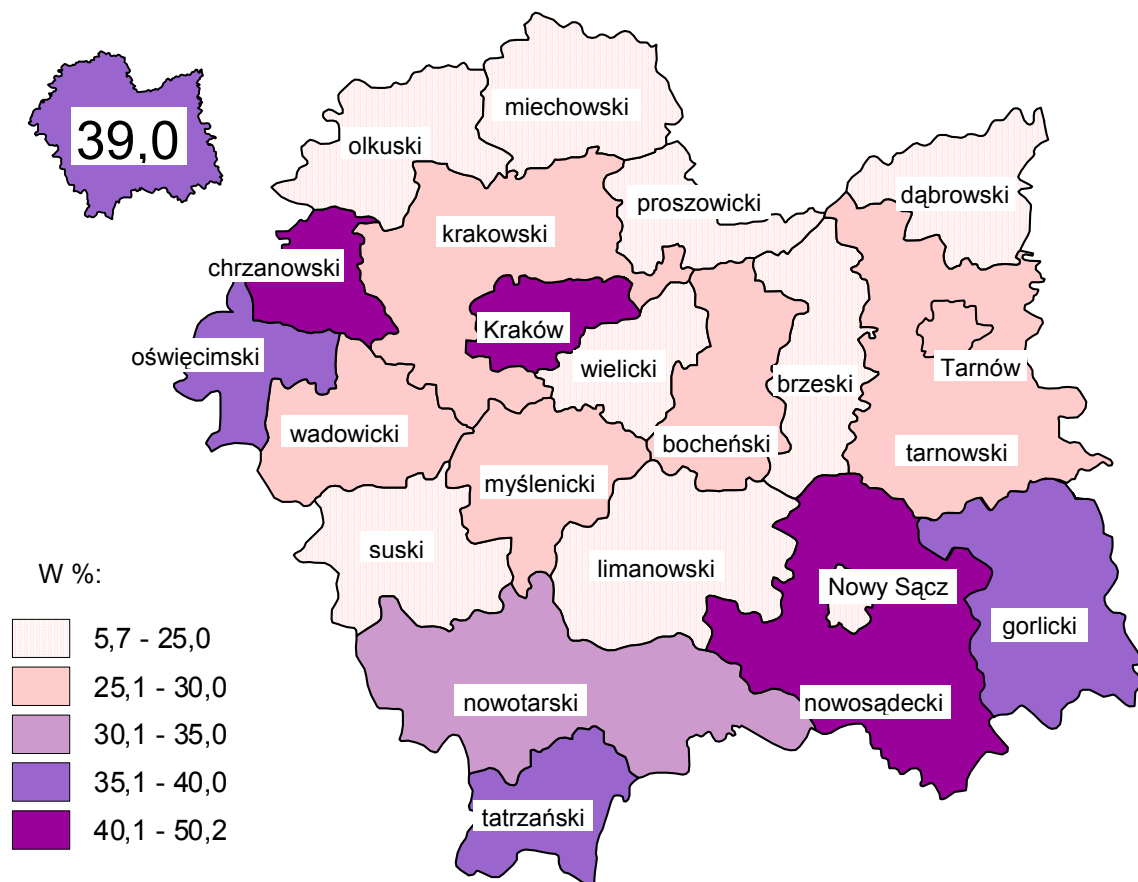 39,0
miechowski
olkuski
proszowicki
dąbrowski
krakowski
chrzanowski
Kraków
oświęcimski
wielicki
brzeski
Tarnów
wadowicki
bocheński
tarnowski
myślenicki
suski
limanowski
Nowy Sącz
gorlicki
nowotarski
nowosądecki
tatrzański
W %:
5,7 - 25,0
25,1 - 30,0
30,1 - 35,0
35,1 - 40,0
40,1 - 50,2